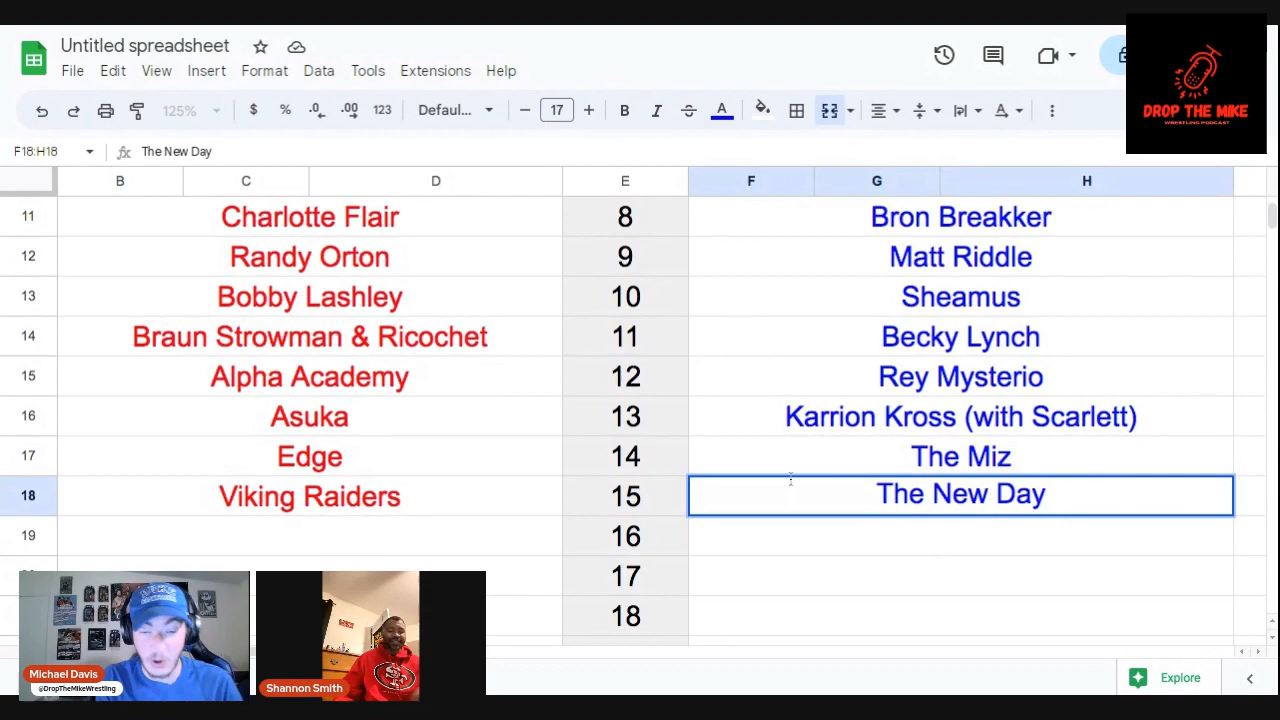 Untitled spreadsheet
File Edit View Insert Format Data Tools Extensions Help
125% $ % .0 .00 123 Defaul... 17 B I A
DROP THE MIKE
WRESTLING PODCAST
F18:H18 fx The New Day
B C D E F G H
11 Charlotte Flair 8 Bron Breakker
12 Randy Orton 9 Matt Riddle
13 Bobby Lashley 10 Sheamus
14 Braun Strowman & Ricochet 11 Becky Lynch
15 Alpha Academy 12 Rey Mysterio
16 Asuka 13 Karrion Kross (with Scarlett)
17 Edge 14 The Miz
18 Viking Raiders 15 The New Day
19 16
17
18
Michael Davis
@DropTheMikeWrestling
Shannon Smith
SF
Explore